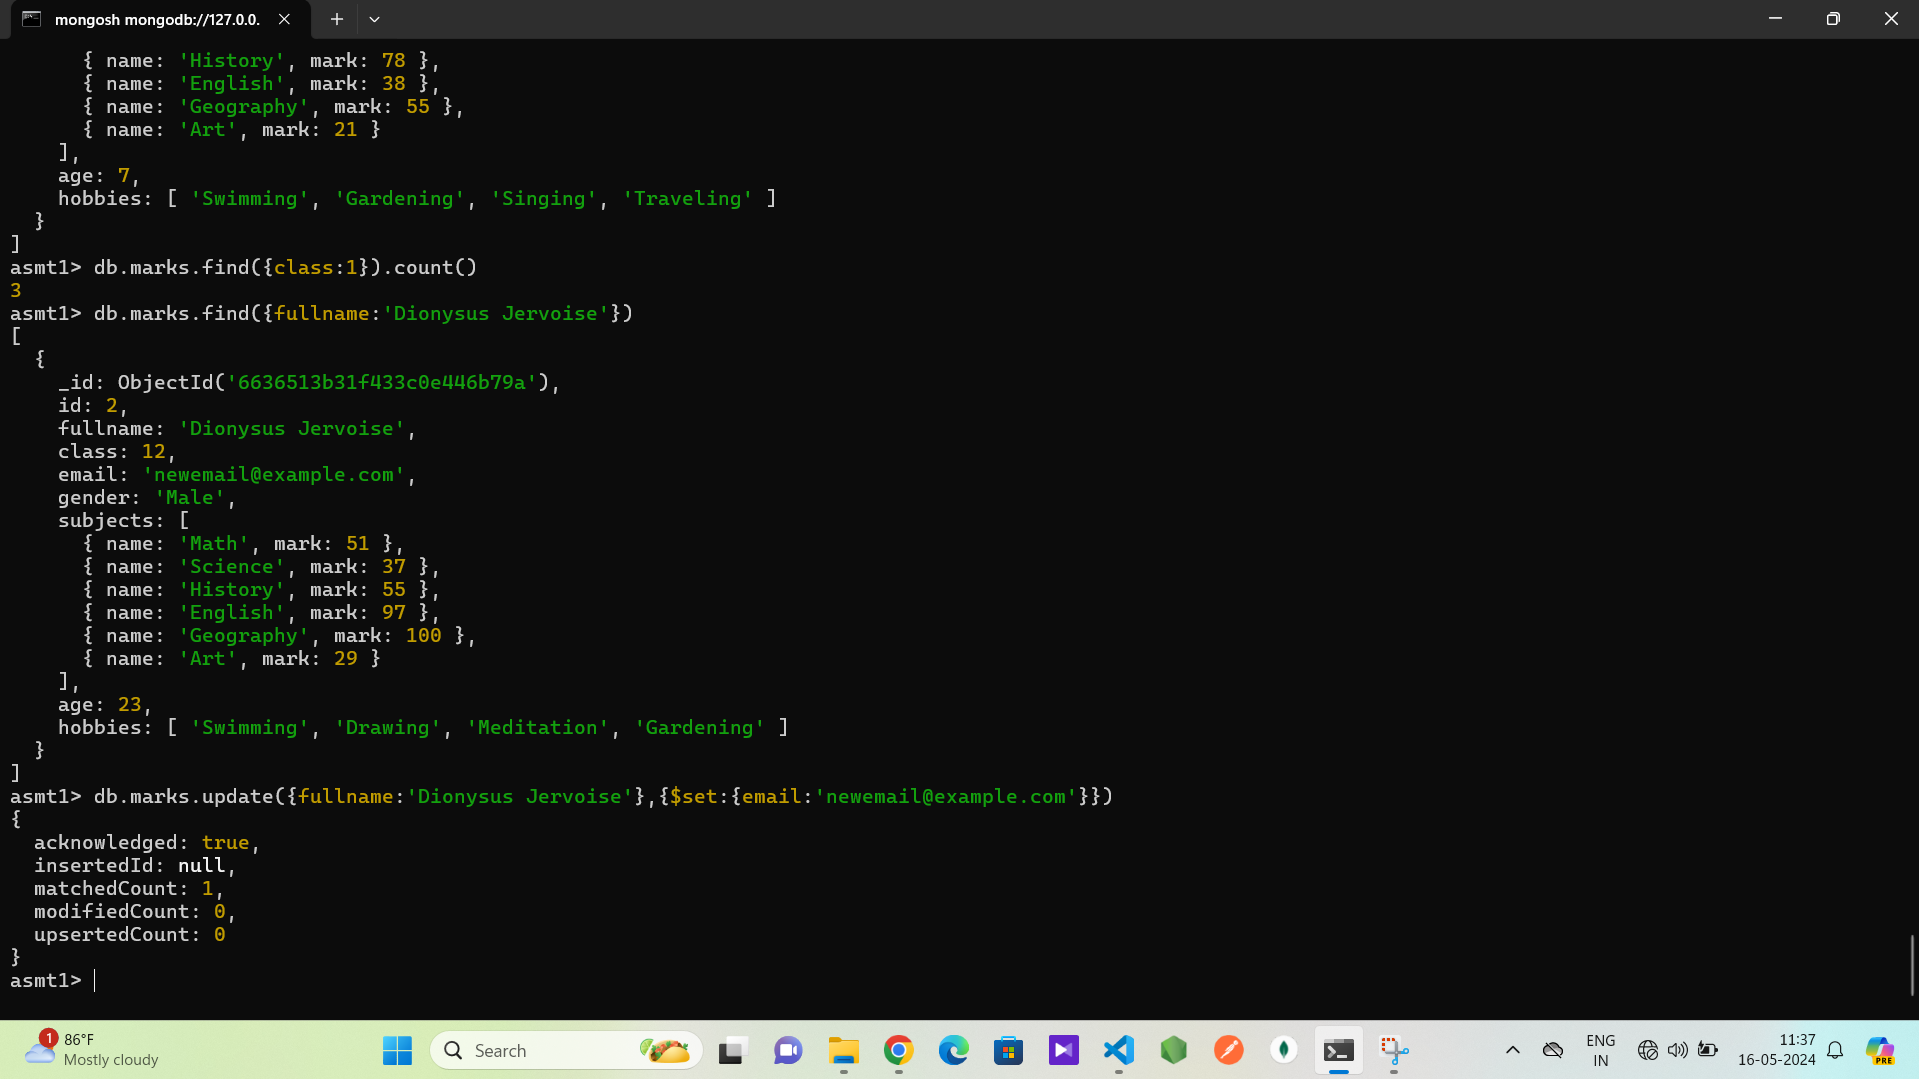 mongosh mongodb://127.0.0.
{ name: 'History', mark: 78 },
{ name: 'English', mark: 38 },
{ name: 'Geography', mark: 55 },
{ name: 'Art', mark: 21 }
],
age: 7,
hobbies: [ 'Swimming', 'Gardening', 'Singing', 'Traveling' ]
}
]
asmt1> db.marks.find({class:1}).count()
3
asmt1> db.marks.find({fullname:'Dionysus Jervoise'})
[
{
_id: ObjectId('6636513b31f433c0e446b79a'),
id: 2,
fullname: 'Dionysus Jervoise',
class: 12,
email: 'newemail@example.com',
gender: 'Male',
subjects: [
{ name: 'Math', mark: 51 },
{ name: 'Science', mark: 37 },
{ name: 'History', mark: 55 },
{ name: 'English', mark: 97 },
{ name: 'Geography', mark: 100 },
{ name: 'Art', mark: 29 }
],
age: 23,
hobbies: [ 'Swimming', 'Drawing', 'Meditation', 'Gardening' ]
}
]
asmt1> db.marks.update({fullname:'Dionysus Jervoise'},{$set:{email:'newemail@example.com'}})
{
acknowledged: true,
insertedId: null,
matchedCount: 1,
modifiedCount: 0,
upsertedCount: 0
}
asmt1>
1
86°F
Mostly cloudy
Search
ENG
IN
11:37
16-05-2024
PRE